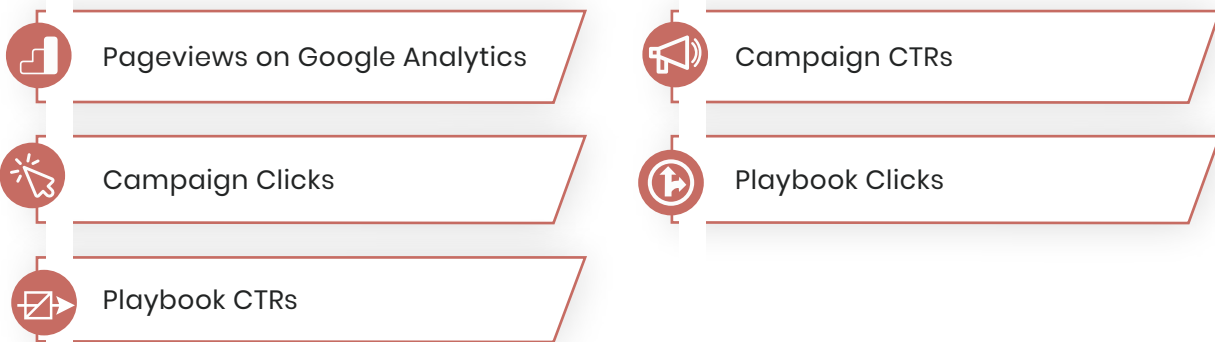 Pageviews on Google Analytics
Campaign CTRs
Campaign Clicks
Playbook Clicks
Playbook CTRs